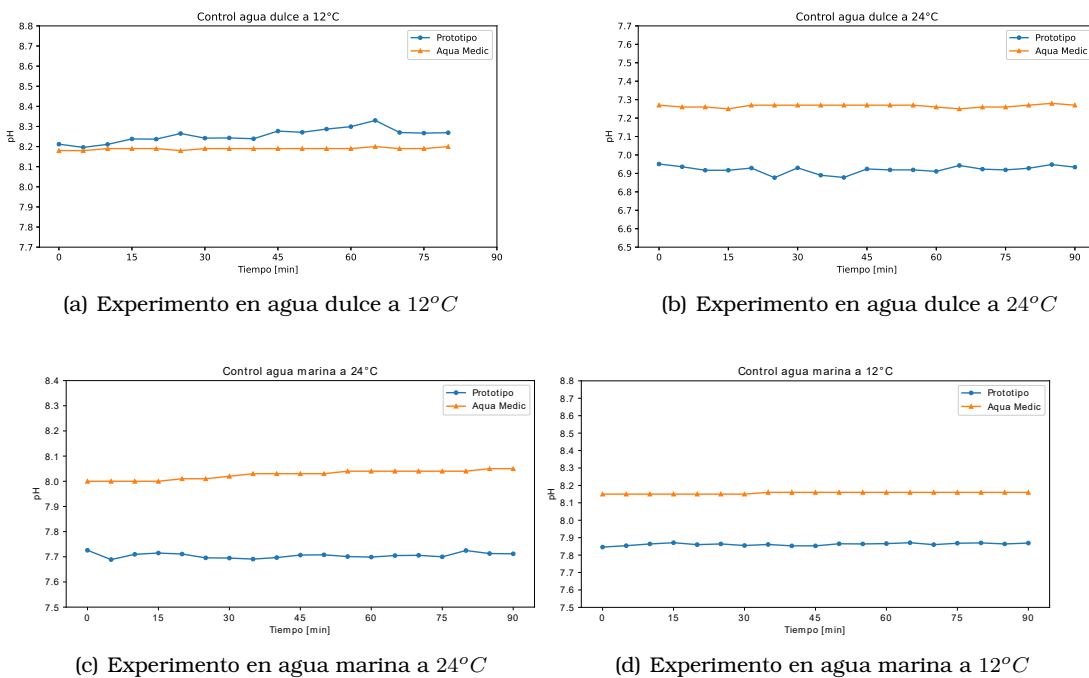 Control agua dulce a 12°C
8.8
8.7
8.6
8.5
8.4
8.3
8.2
8.1
8.0
7.9
7.8
7.7
pH
Prototipo
Aqua Medic
0 15 30 45 60 75 90
Tiempo [min]
(a) Experimento en agua dulce a 12°C
Control agua dulce a 24°C
7.7
7.6
7.5
7.4
7.3
7.2
7.1
7.0
6.9
6.8
6.7
6.6
6.5
pH
Prototipo
Aqua Medic
0 15 30 45 60 75 90
Tiempo [min]
(b) Experimento en agua dulce a 24°C
Control agua marina a 24°C
8.4
8.3
8.2
8.1
8.0
7.9
7.8
7.7
7.6
7.5
pH
Prototipo
Aqua Medic
0 15 30 45 60 75 90
Tiempo [min]
(c) Experimento en agua marina a 24°C
Control agua marina a 12°C
8.8
8.7
8.6
8.5
8.4
8.3
8.2
8.1
8.0
7.9
7.8
7.7
7.6
7.5
pH
Prototipo
Aqua Medic
0 15 30 45 60 75 90
Tiempo [min]
(d) Experimento en agua marina a 12°C